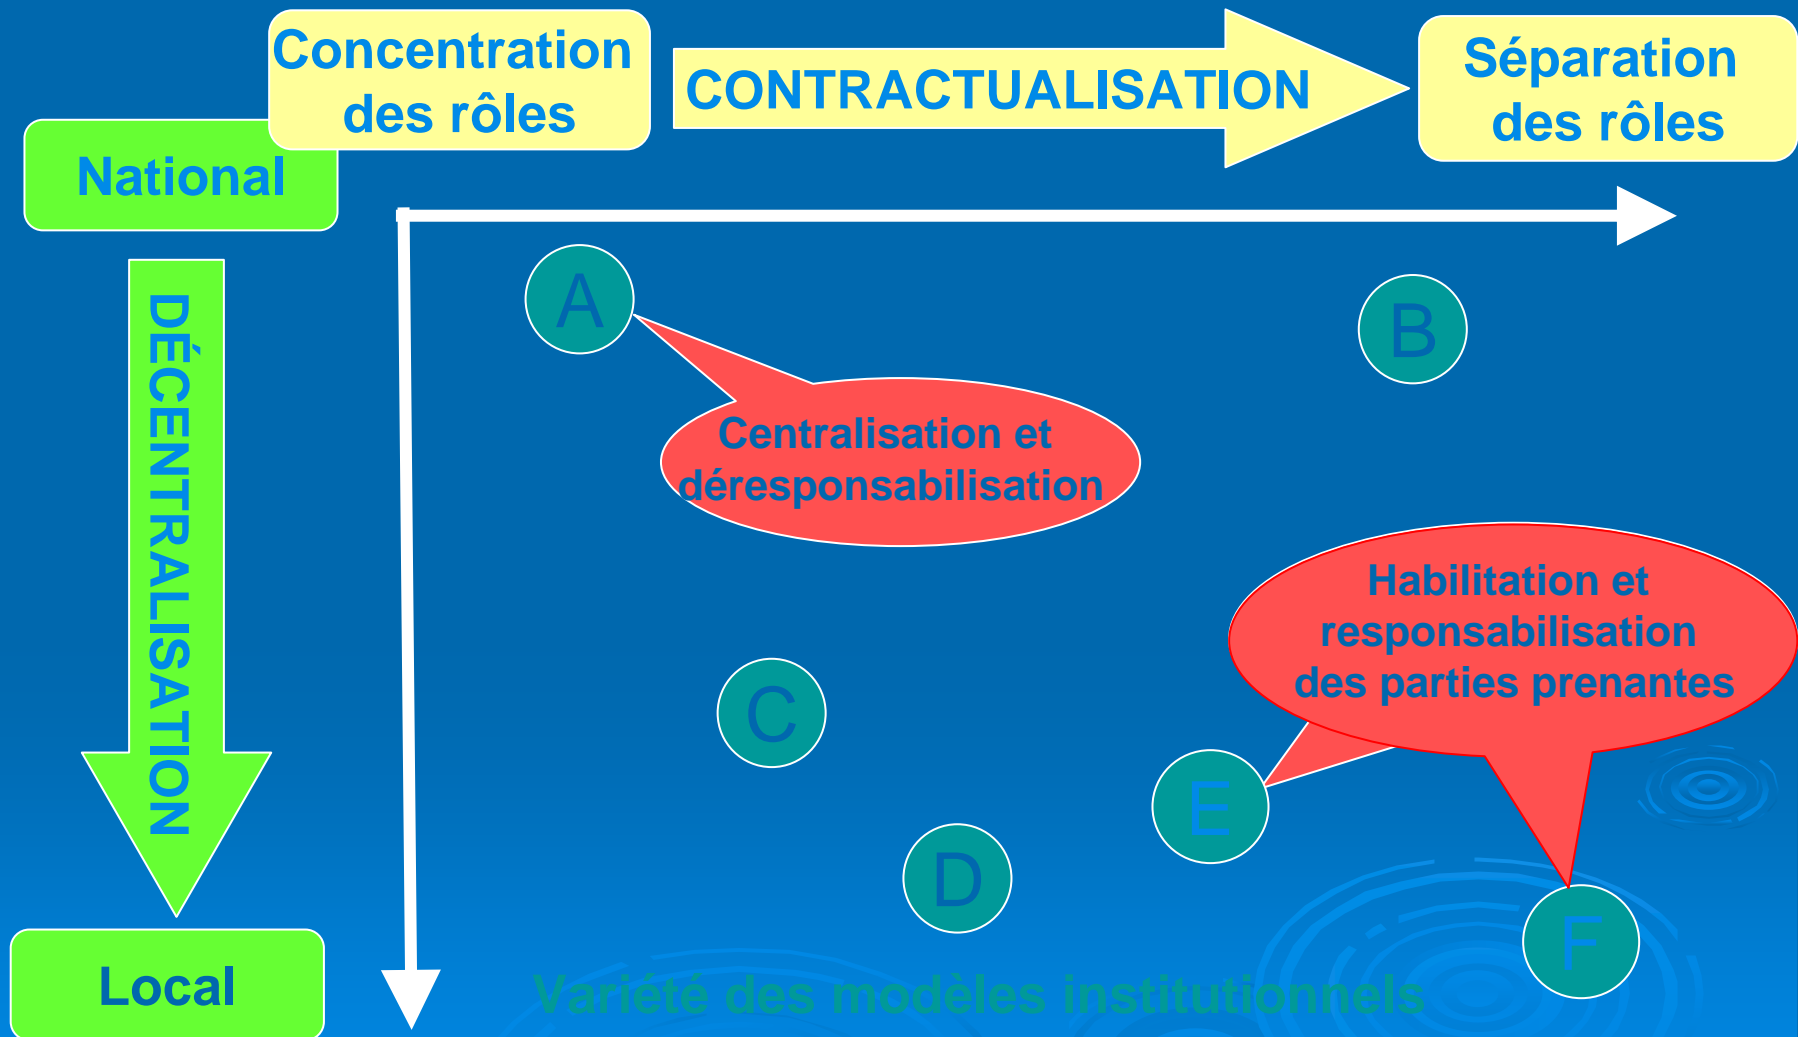 Concentration
des rôles
CONTRACTUALISATION
Séparation
des rôles
National
DÉCENTRALISATION
A
B
Centralisation et
déresponsabilisation
Habilitation et
responsabilisation
des parties prenantes
C
E
D
F
Local
Variété des modèles institutionnels